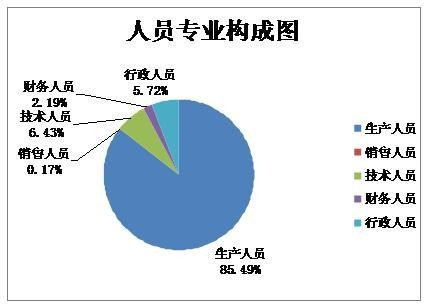 人员专业构成图
行政人员
5.72%
财务人员
2.19%
技术人员
6.43%
销售人员
0.17%
生产人员
85.49%
生产人员
销售人员
技术人员
财务人员
行政人员